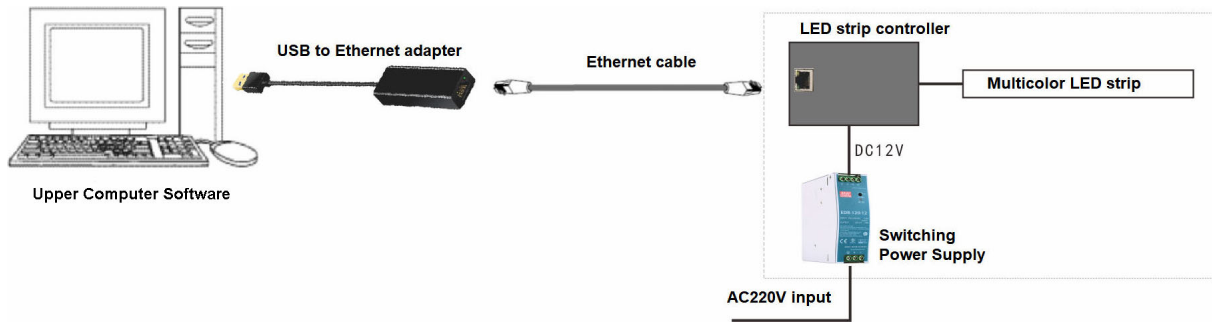 LED strip controller
USB to Ethernet adapter
Ethernet cable
Multicolor LED strip
DC12V
Upper Computer Software
Switching
Power Supply
AC220V input